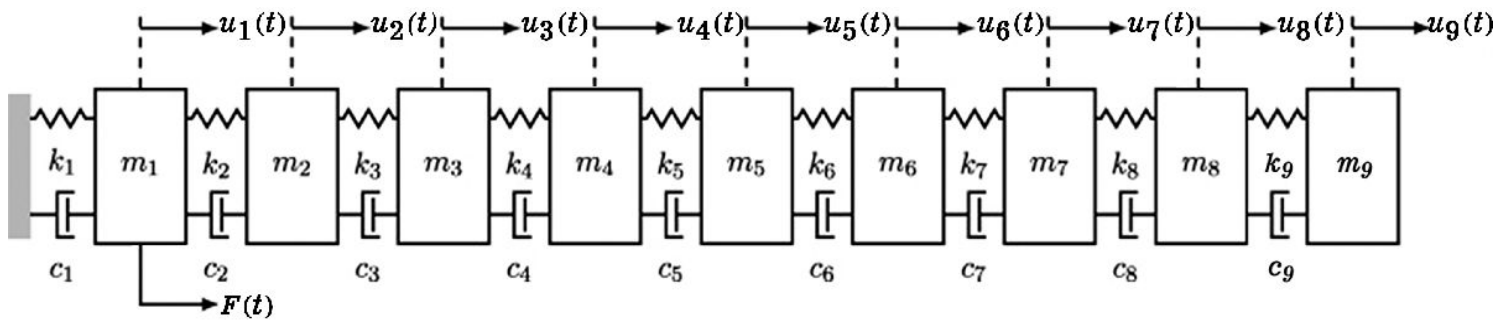 u₁(t) u₂(t) u₃(t) u₄(t) u₅(t) u₆(t) u₇(t) u₈(t) u₉(t)
k₁ m₁ k₂ m₂ k₃ m₃ k₄ m₄ k₅ m₅ k₆ m₆ k₇ m₇ k₈ m₈ k₉ m₉
c₁ c₂ c₃ c₄ c₅ c₆ c₇ c₈ c₉
F(t)